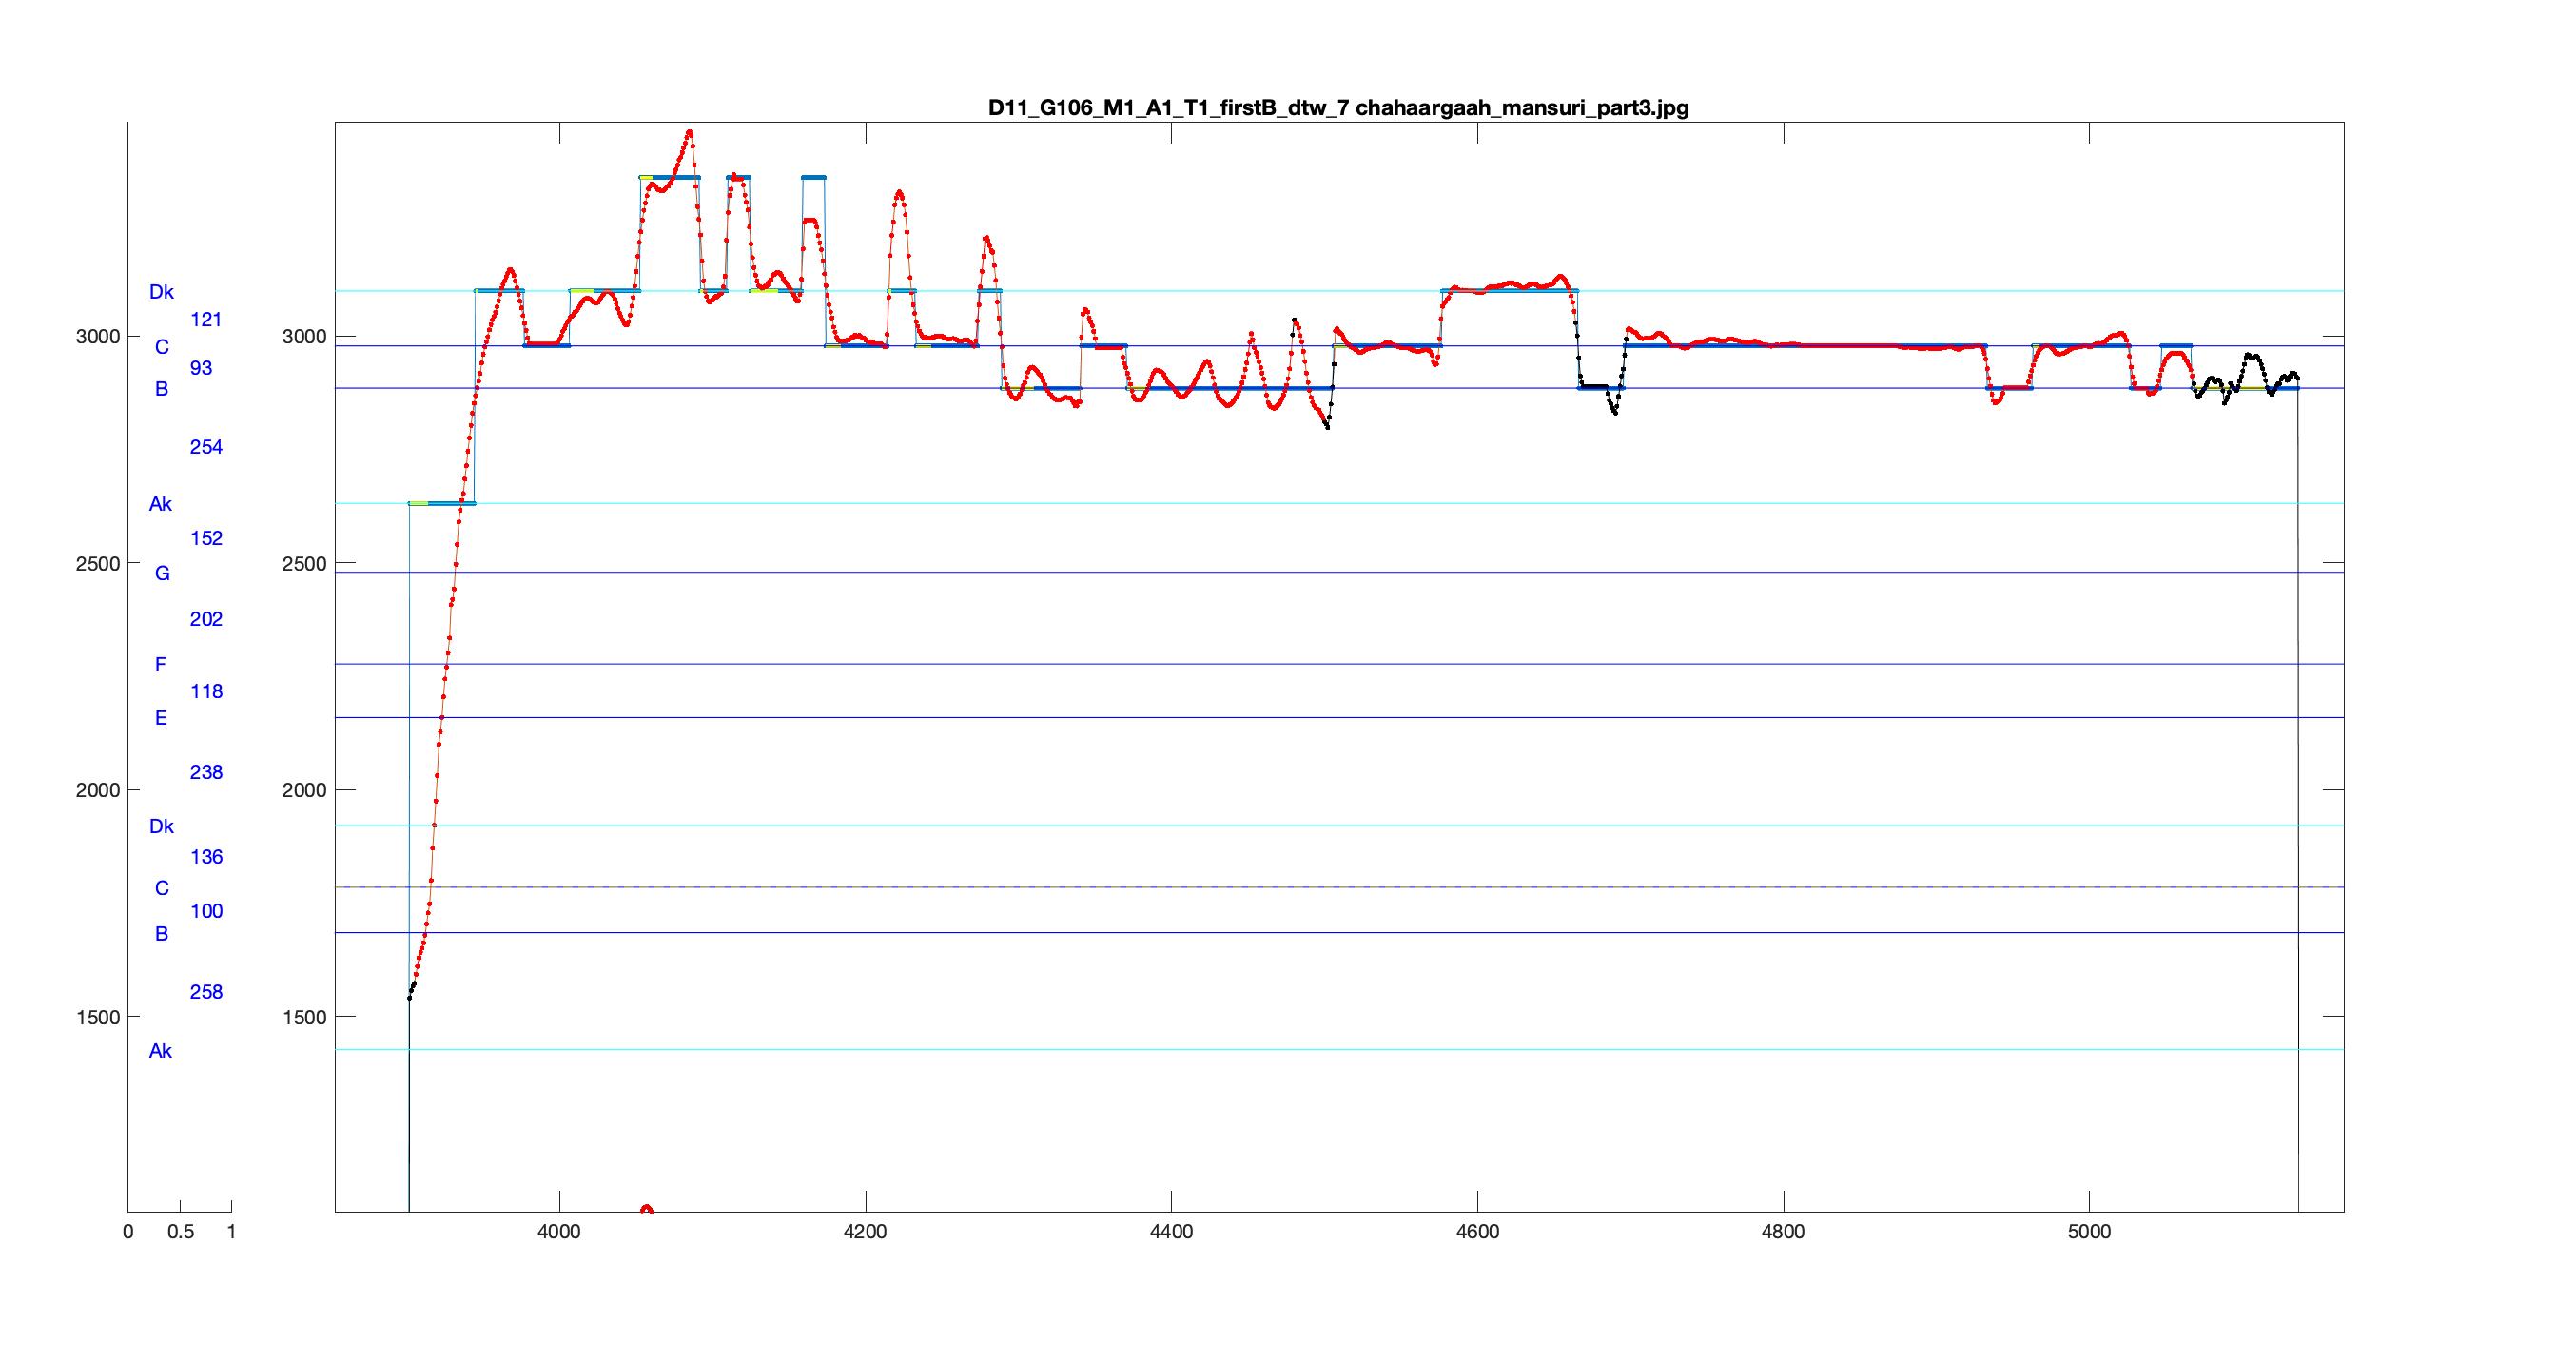 D11_G106_M1_A1_T1_firstB_dtw_7 chahaargaah_mansuri_part3.jpg
Dk
121
3000 C 3000
93
B
254
Ak
152
2500 G 2500
202
F
118
E
238
2000 2000
Dk
136
C
100
B
258
1500 1500
Ak
0 0.5 1 4000 4200 4400 4600 4800 5000